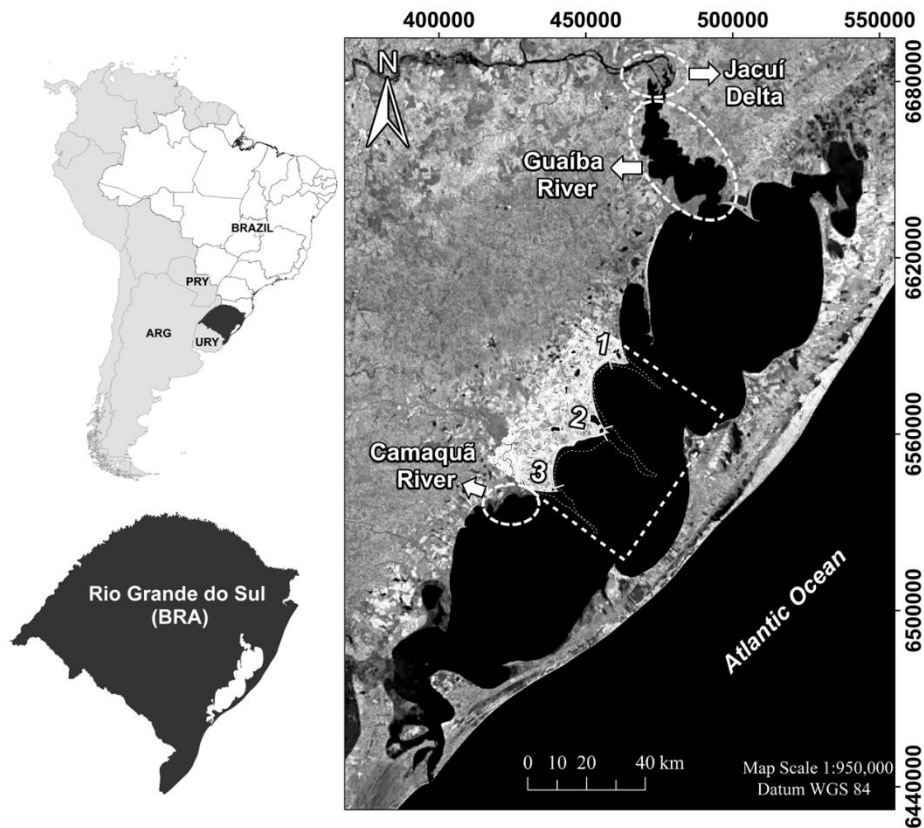 400000 450000 500000 550000
N
Jacuí
Delta
Guaíba
River
6680000
6620000
6560000
6500000
6440000
BRAZIL
PRY
ARG
URY
1
2
3
Camaquã
River
Rio Grande do Sul
(BRA)
Atlantic Ocean
0 10 20 40 km
Map Scale 1:950,000
Datum WGS 84